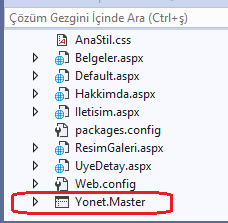 Çözüm Gezgini İçinde Ara (Ctrl+ş)
AnaStil.css
Belgeler.aspx
Default.aspx
Hakkimda.aspx
Iletisim.aspx
packages.config
ResimGaleri.aspx
UyeDetay.aspx
Web.config
Yonet.Master